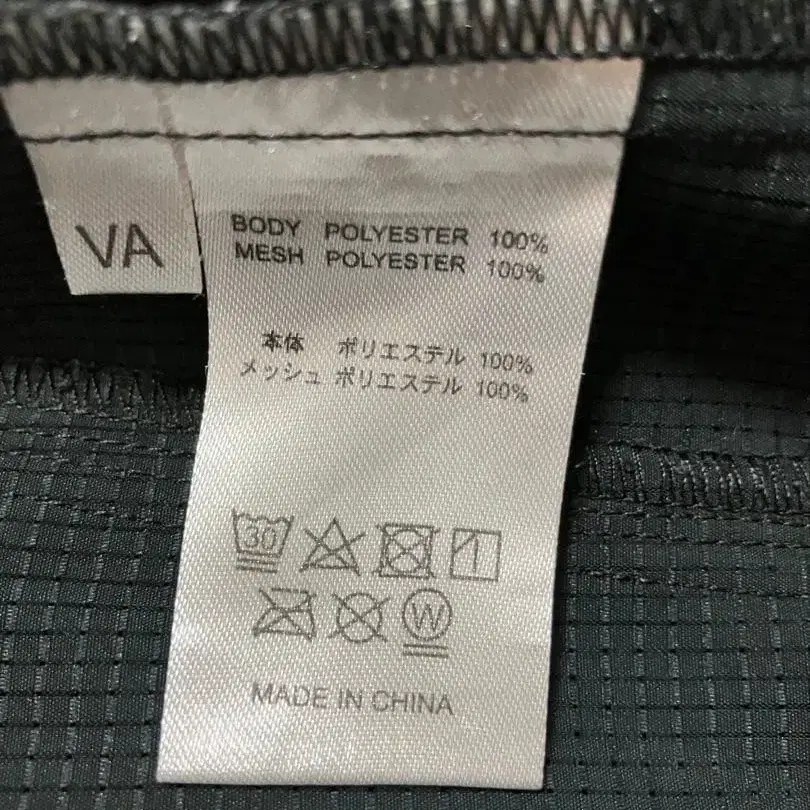 VA
BODY POLYESTER 100%
MESH POLYESTER 100%
本体 ポリエステル 100%
メッシュ ポリエステル 100%
30
W
MADE IN CHINA